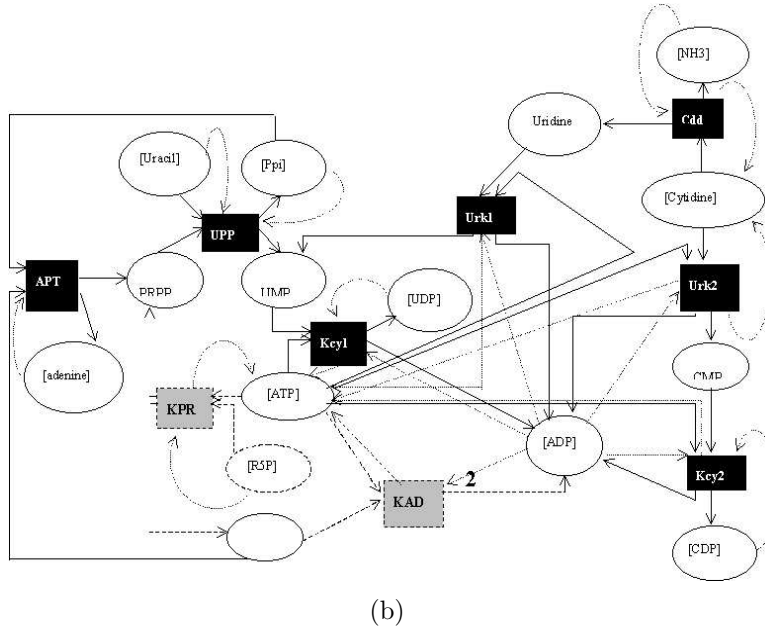 [NH3]
Cdd
Uridine
[Uracil]
[Ppi]
[Cytidine]
Urk1
UPP
APT
PRPP
UMP
Urk2
[UDP]
Kcy1
[adenine]
CMP
[ATP]
KPR
[ADP]
[R5P]
2
Kcy2
KAD
[CDP]
(b)